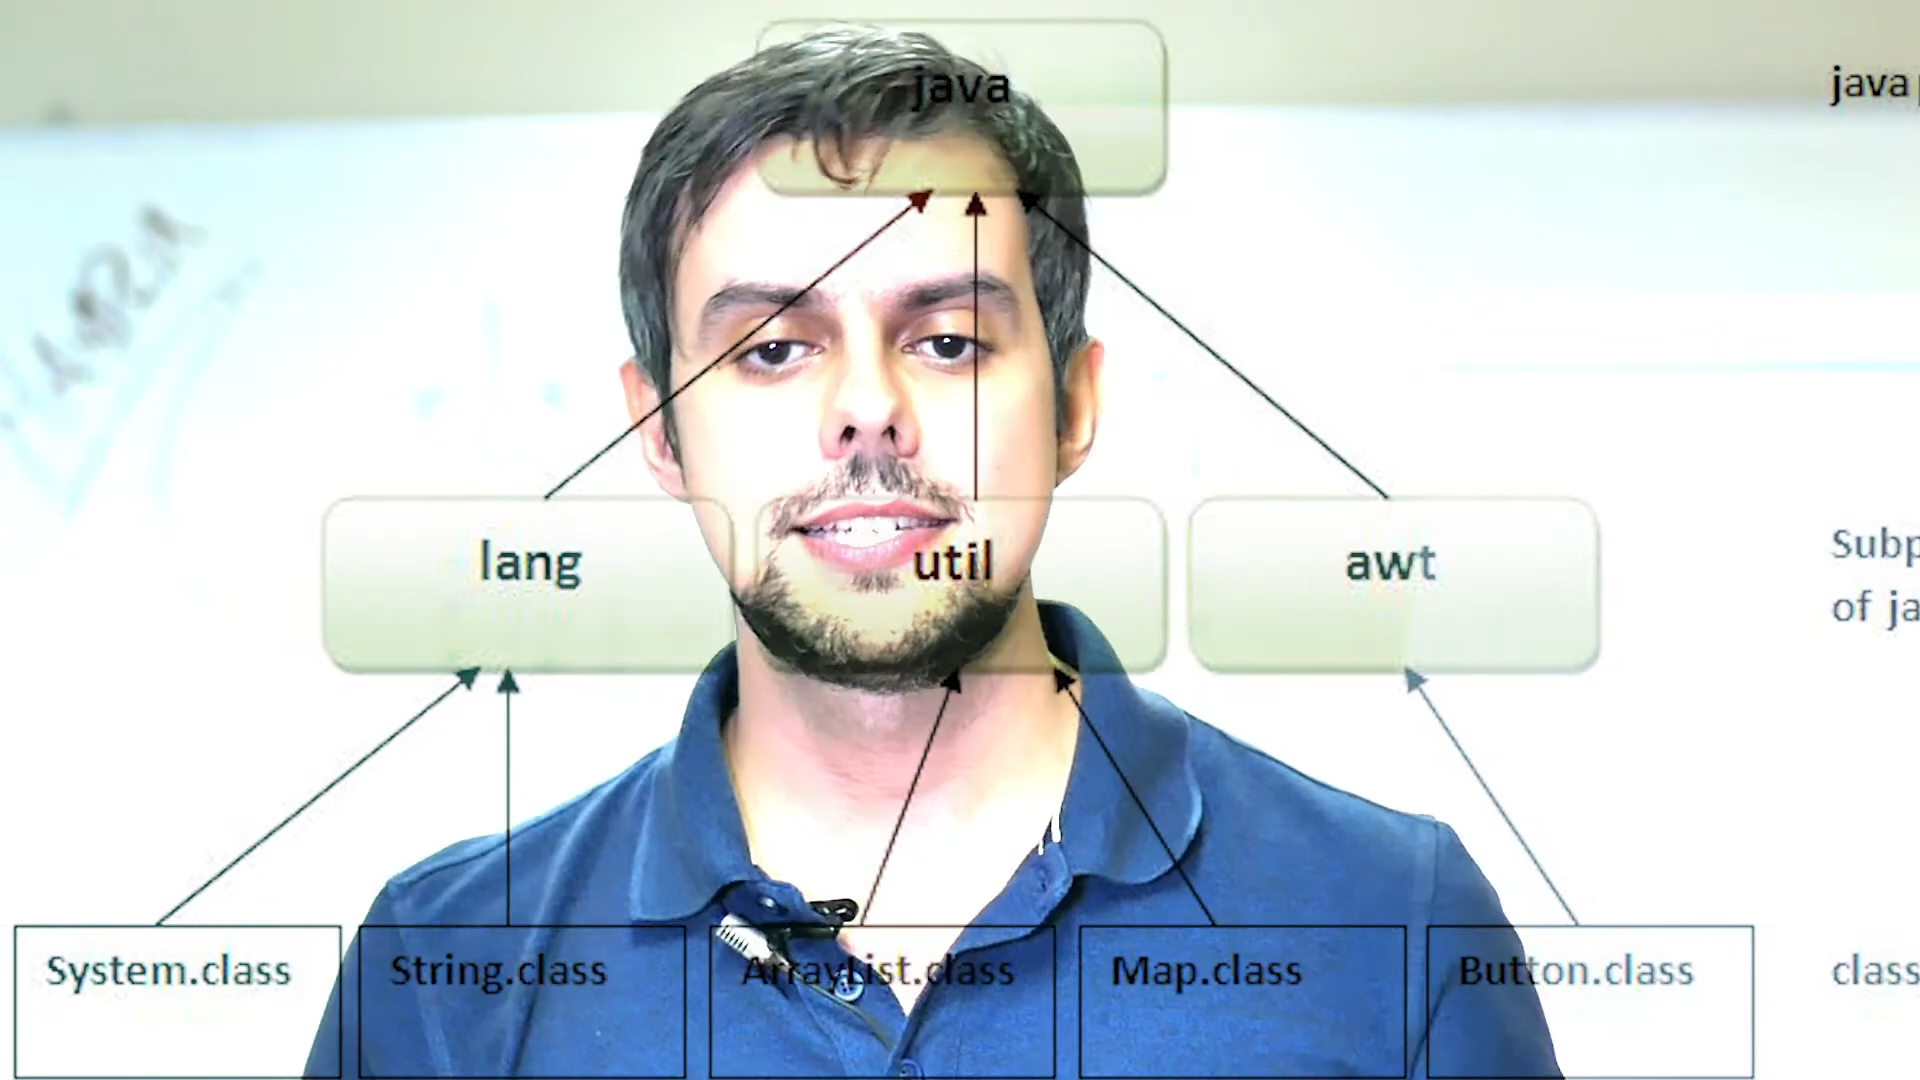 java
java
lang
util
awt
Subp
of ja
System.class
String.class
ArrayList.class
Map.class
Button.class
class